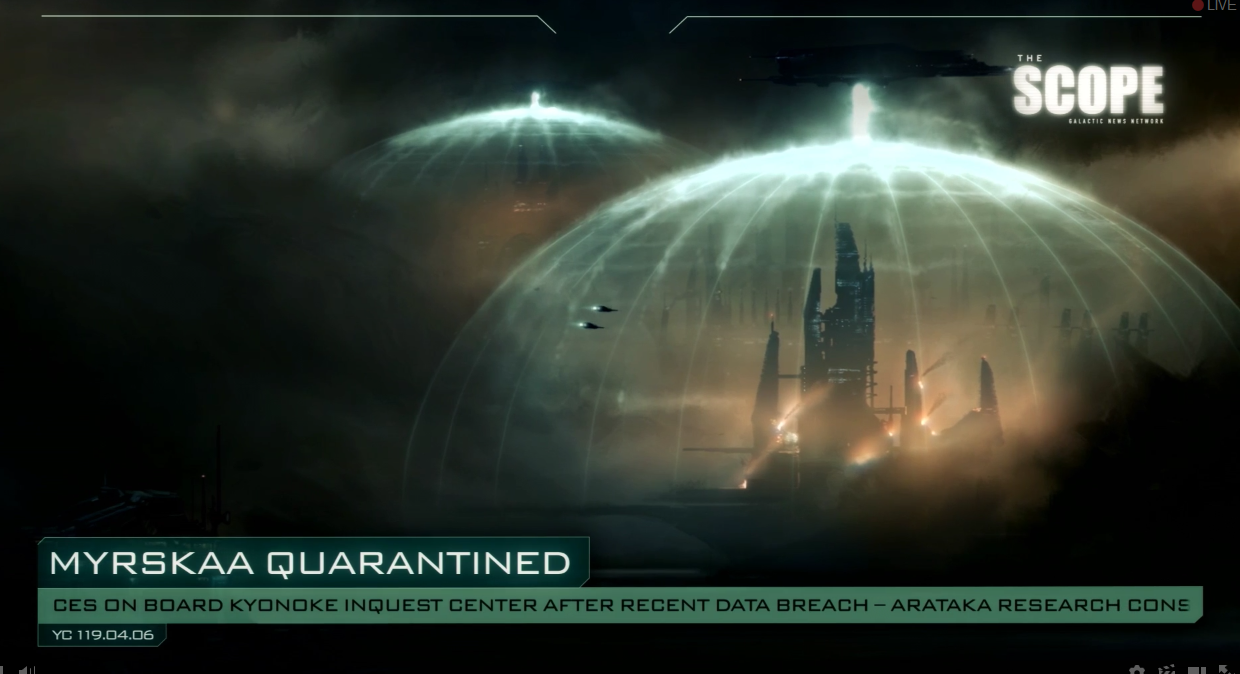 LIVE
THE
SCOPE
GALACTIC NEWS NETWORK
MYRSKAA QUARANTINED
CES ON BOARD KYONOKE INQUEST CENTER AFTER RECENT DATA BREACH – ARATAKA RESEARCH CONS
YC 119.04.06